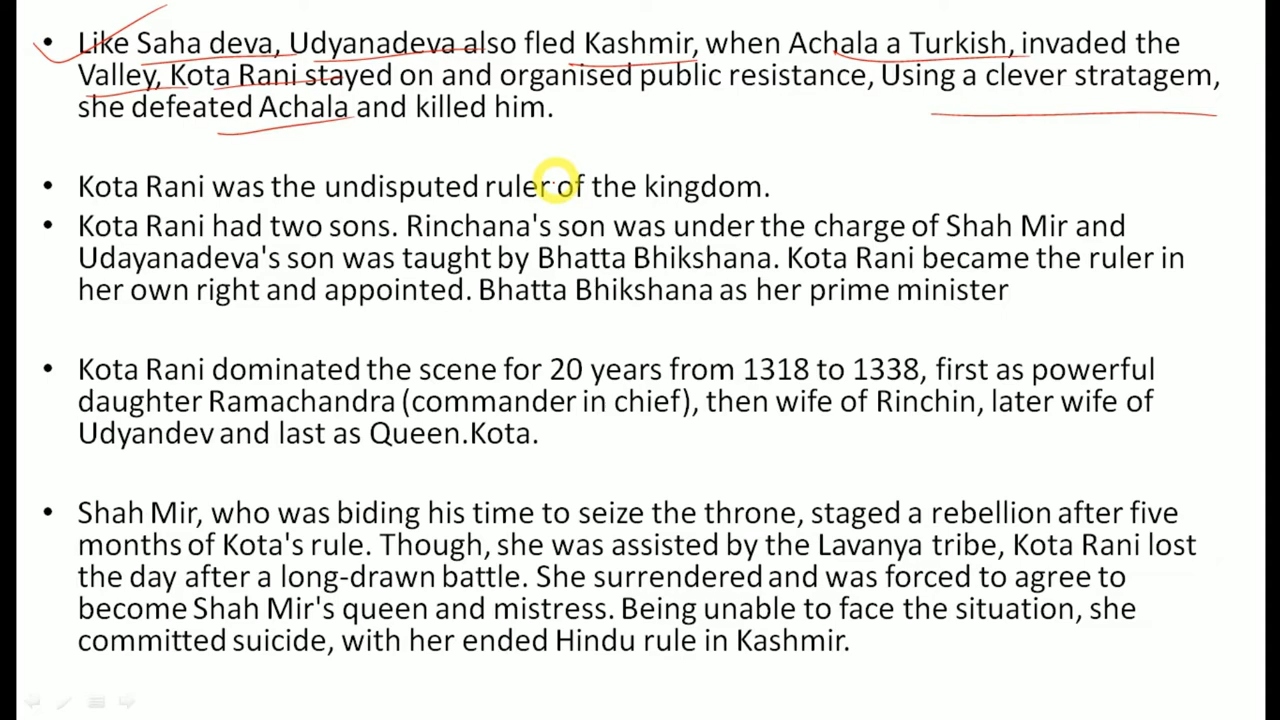 • Like Saha deva, Udyanadeva also fled Kashmir, when Achala a Turkish, invaded the
Valley, Kota Rani stayed on and organised public resistance, Using a clever stratagem,
she defeated Achala and killed him.
• Kota Rani was the undisputed ruler of the kingdom.
• Kota Rani had two sons. Rinchana's son was under the charge of Shah Mir and
Udayanadeva's son was taught by Bhatta Bhikshana. Kota Rani became the ruler in
her own right and appointed. Bhatta Bhikshana as her prime minister
• Kota Rani dominated the scene for 20 years from 1318 to 1338, first as powerful
daughter Ramachandra (commander in chief), then wife of Rinchin, later wife of
Udyandev and last as Queen.Kota.
• Shah Mir, who was biding his time to seize the throne, staged a rebellion after five
months of Kota's rule. Though, she was assisted by the Lavanya tribe, Kota Rani lost
the day after a long-drawn battle. She surrendered and was forced to agree to
become Shah Mir's queen and mistress. Being unable to face the situation, she
committed suicide, with her ended Hindu rule in Kashmir.